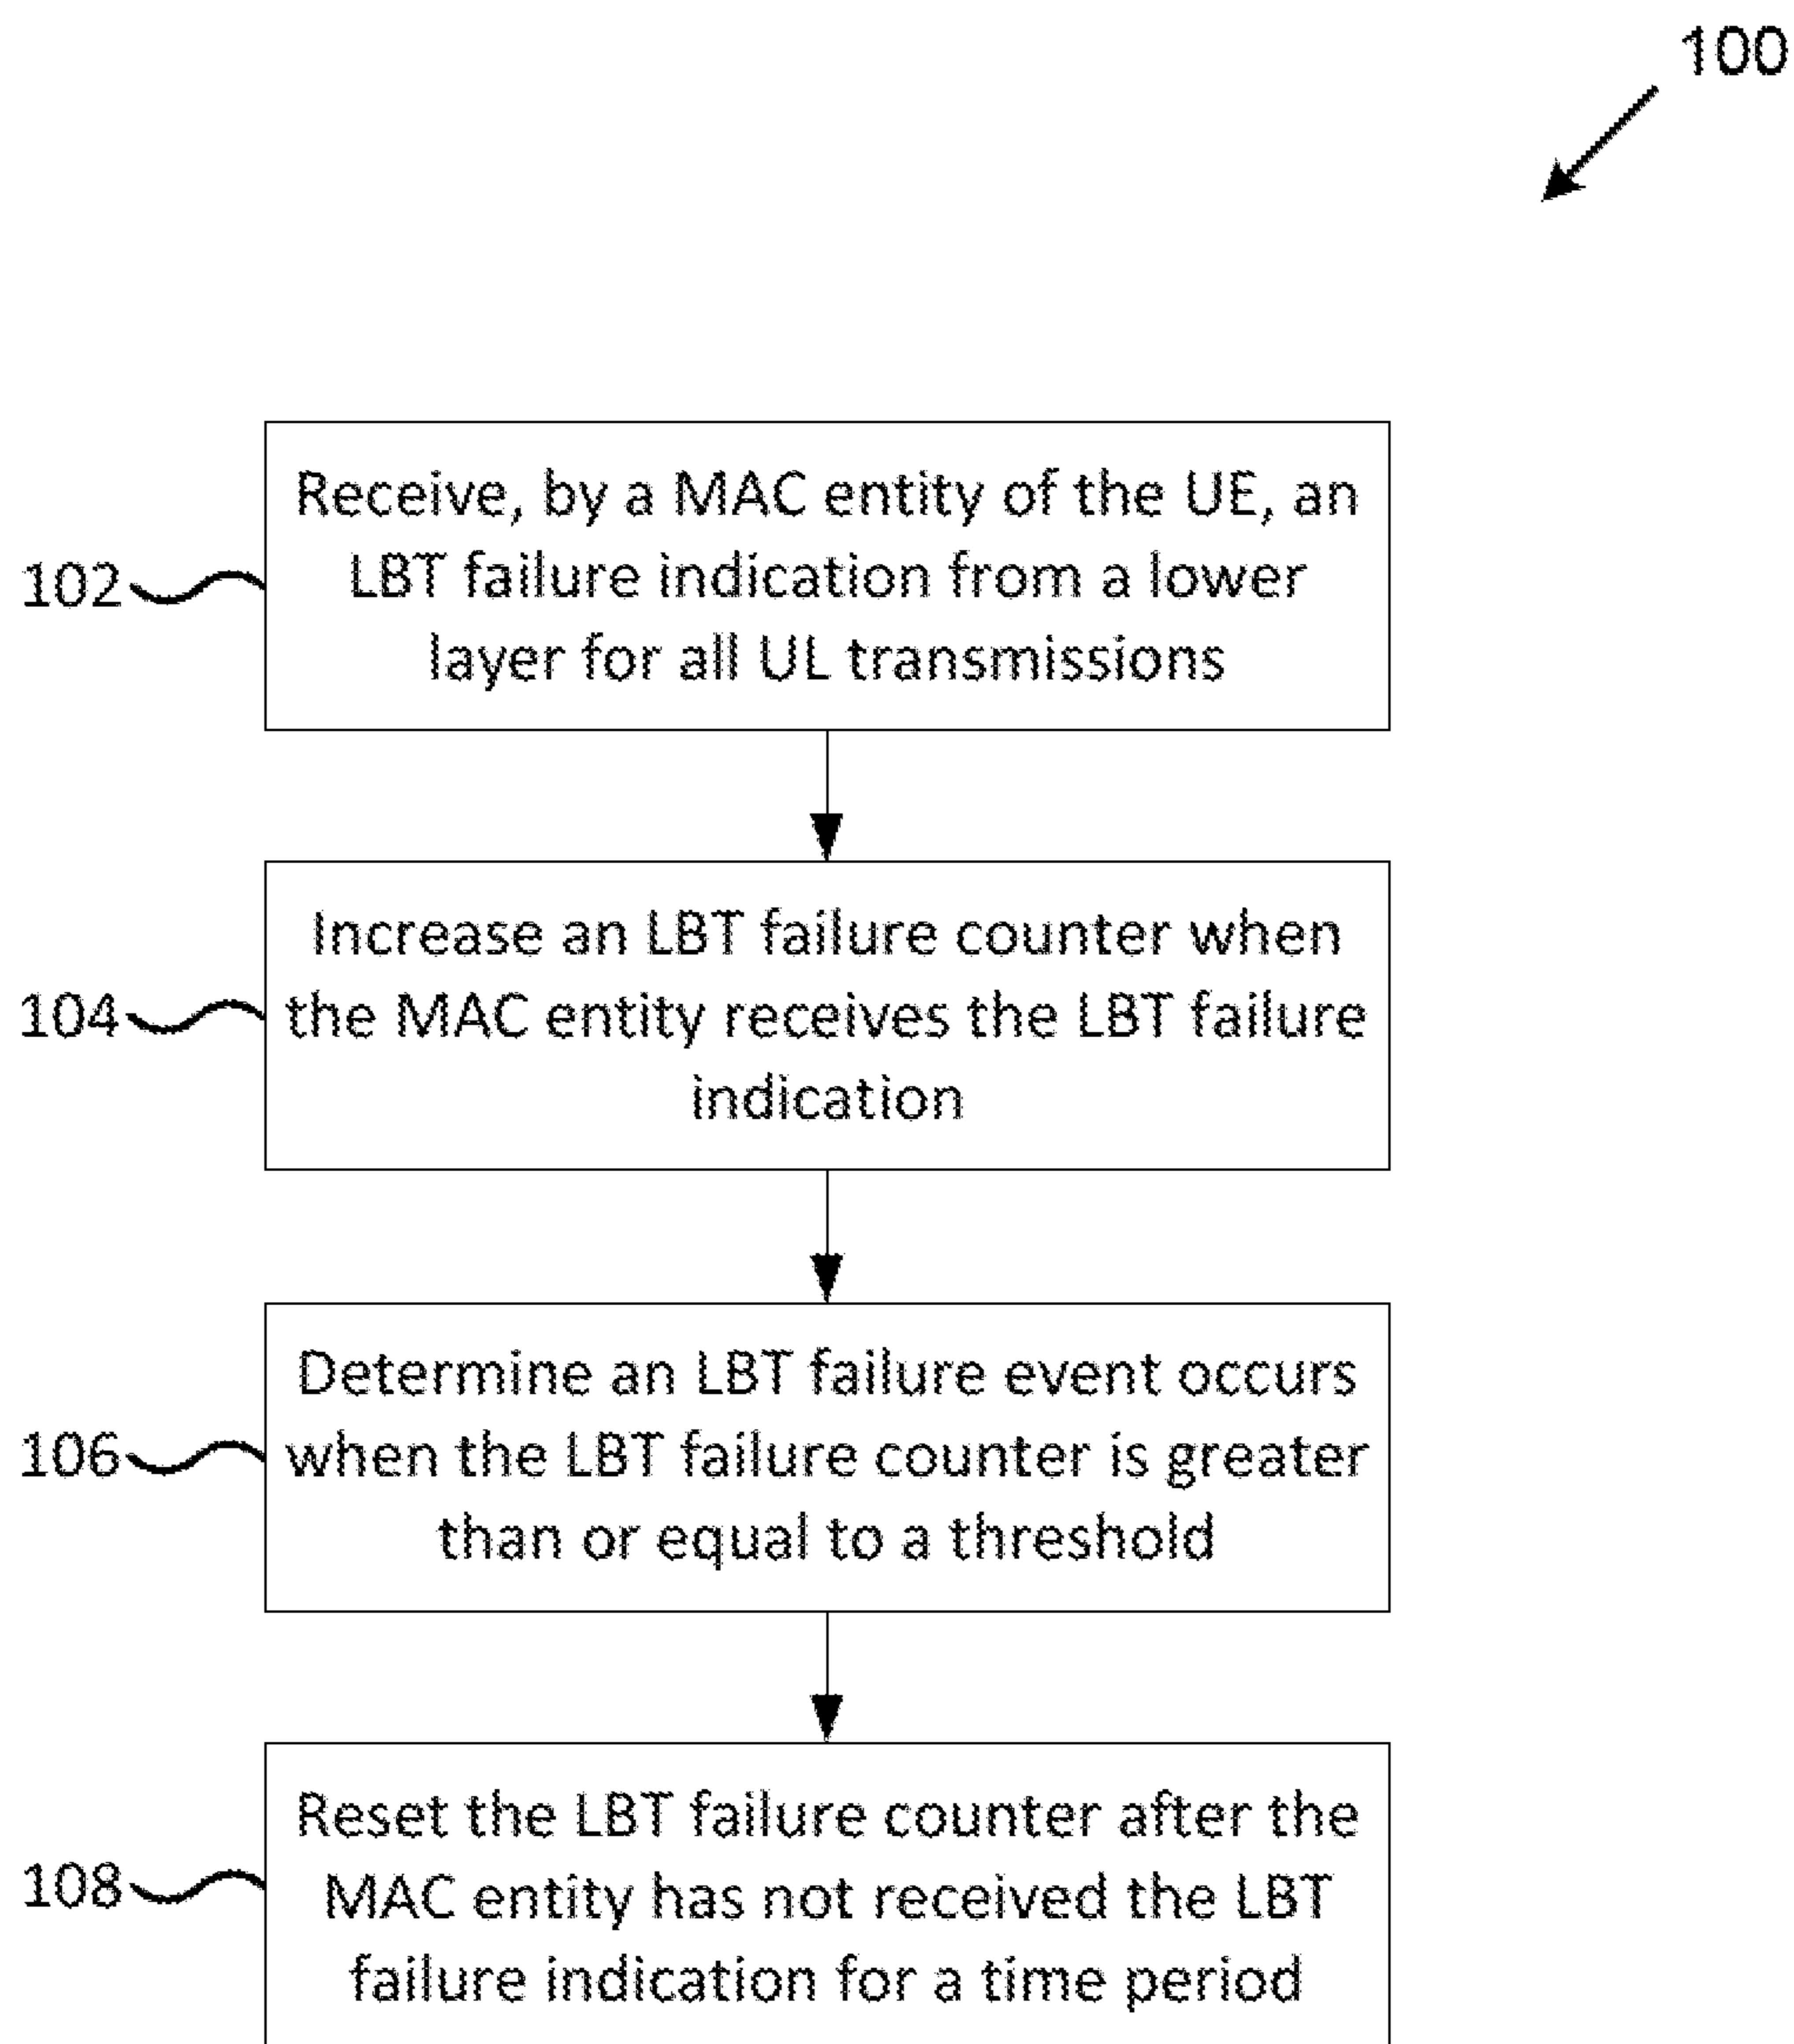 100
102
Receive, by a MAC entity of the UE, an
LBT failure indication from a lower
layer for all UL transmissions
104
Increase an LBT failure counter when
the MAC entity receives the LBT failure
indication
106
Determine an LBT failure event occurs
when the LBT failure counter is greater
than or equal to a threshold
108
Reset the LBT failure counter after the
MAC entity has not received the LBT
failure indication for a time period